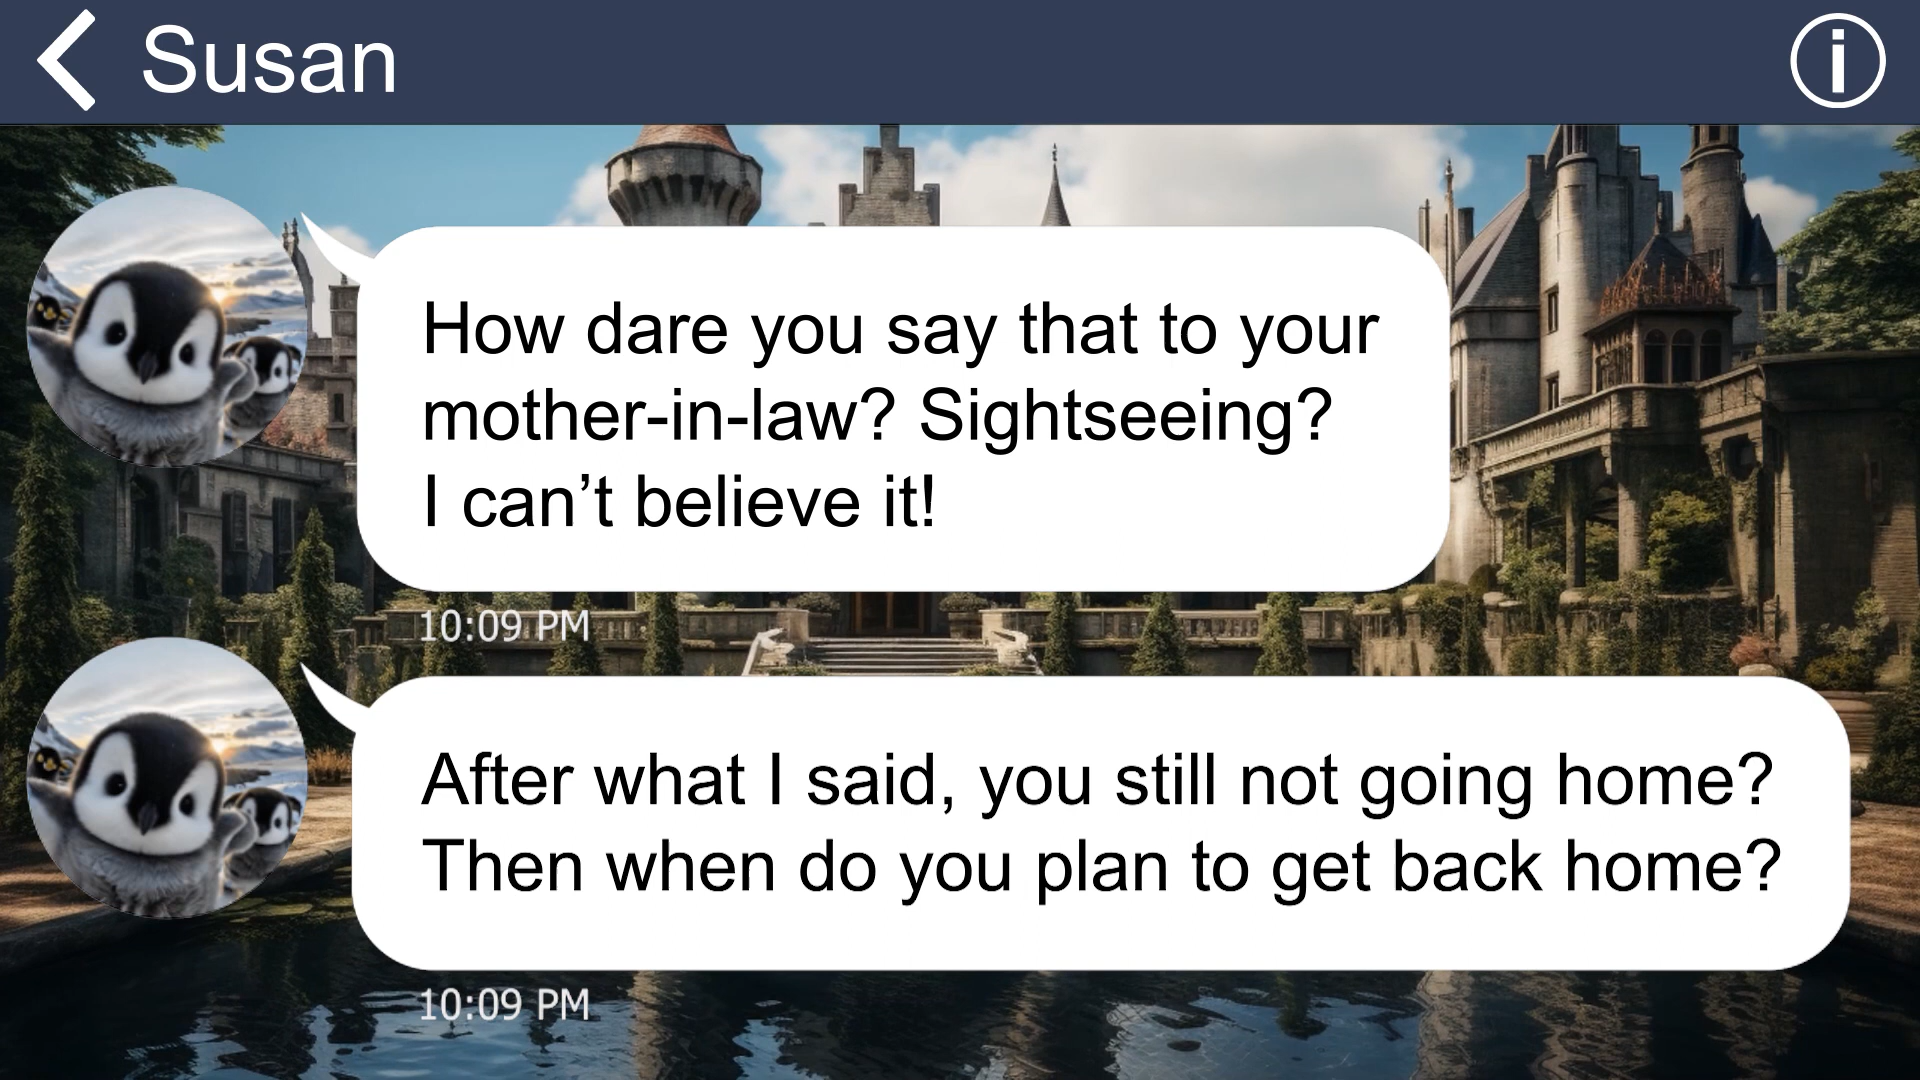 Susan
How dare you say that to your
mother-in-law? Sightseeing?
I can’t believe it!
10:09 PM
After what I said, you still not going home?
Then when do you plan to get back home?
10:09 PM